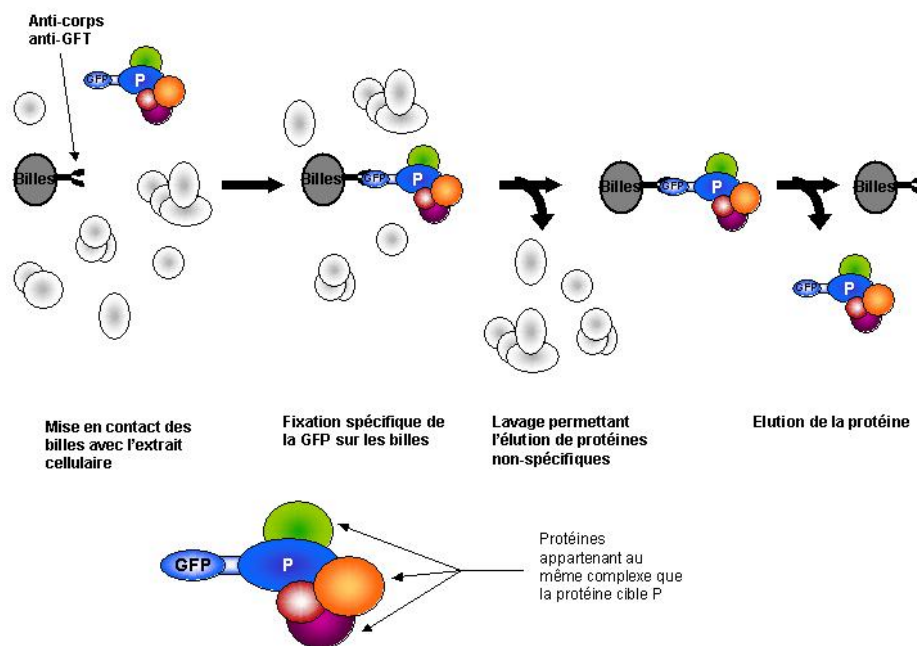 Anti-corps
anti-GFT
GFP
P
Billes
Billes
GFP
P
Billes
GFP
P
Billes
GFP
P
Mise en contact des
billes avec l'extrait
cellulaire
Fixation spécifique de
la GFP sur les billes
Lavage permettant
l'élution de protéines
non-spécifiques
Elution de la protéine
GFP
P
Protéines
appartenant au
même complexe que
la protéine cible P